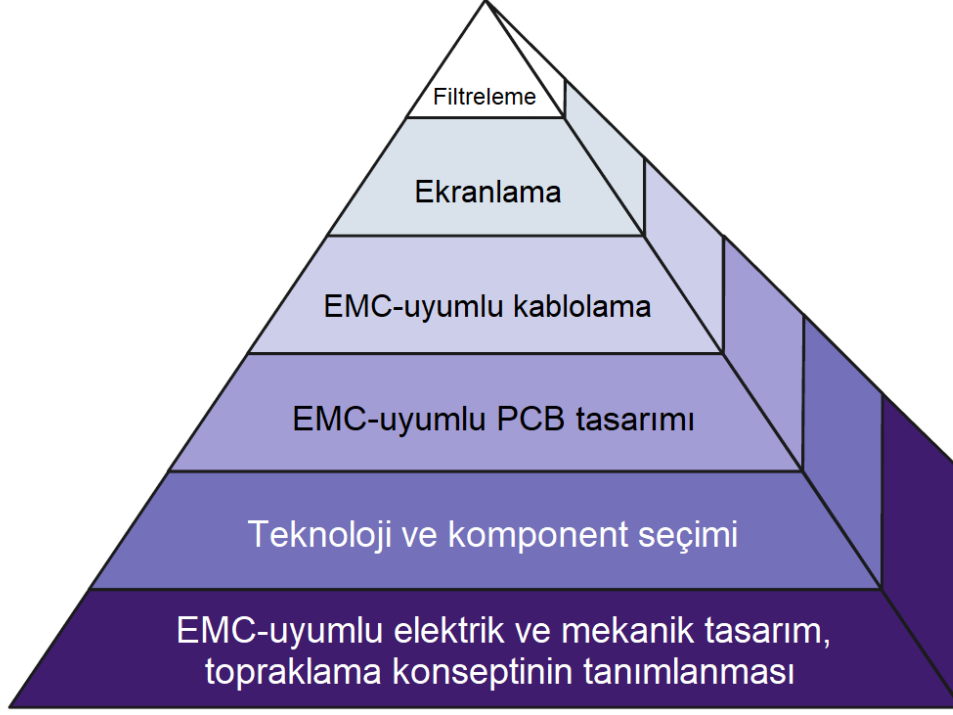 Filtreleme
Ekranlama
EMC-uyumlu kablolama
EMC-uyumlu PCB tasarımı
Teknoloji ve komponent seçimi
EMC-uyumlu elektrik ve mekanik tasarım,
topraklama konseptinin tanımlanması